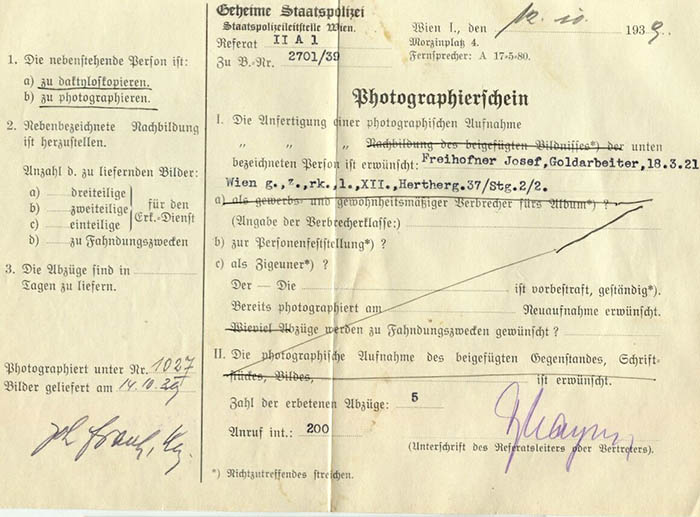 1. Die nebenstehende Person ist:
a) zu daktyloskopieren.
b) zu photographieren.
2. Nebenbezeichnete Nachbildung
ist herzustellen.
Anzahl d. zu liefernden Bilder:
a) dreiteilige
b) zweiteilige
c) einteilige
für den
Erk.-Dienst
d) zu Fahndungszwecken
3. Die Abzüge sind in
Tagen zu liefern.
Photographiert unter Nr. 1027
Bilder geliefert am 14.10.39
Geheime Staatspolizei
Staatspolizeileitstelle Wien.
Referat II A 1
Zu B.-Nr. 2701/39
Wien I., den 12. 10. 1939.
Morzinplatz 4.
Fernsprecher: A 17-5-80.
Photographierschein
I. Die Anfertigung einer photographischen Aufnahme
„ „ „ Nachbildung des beigefügten Bildnisses*) der unten
bezeichneten Person ist erwünscht: Freihofner Josef,Goldarbeiter,18.3.21
Wien g.,z.,rk.,l.,XII.,Hertherg.37/Stg.2/2.
a) als gewerbs- und gewohnheitsmäßiger Verbrecher fürs Album*) ?
(Angabe der Verbrecherklasse:)
b) zur Personenfeststellung*) ?
c) als Zigeuner*) ?
Der — Die ist vorbestraft, geständig*).
Bereits photographiert am Neuaufnahme erwünscht.
Wieviel Abzüge werden zu Fahndungszwecken gewünscht ?
II. Die photographische Aufnahme des beigefügten Gegenstandes, Schrift-
stückes, Bildes, ist erwünscht.
Zahl der erbetenen Abzüge: 5
Anruf int.: 200
(Unterschrift des Referatsleiters oder Vertreters).
*) Nichtzutreffendes streichen.